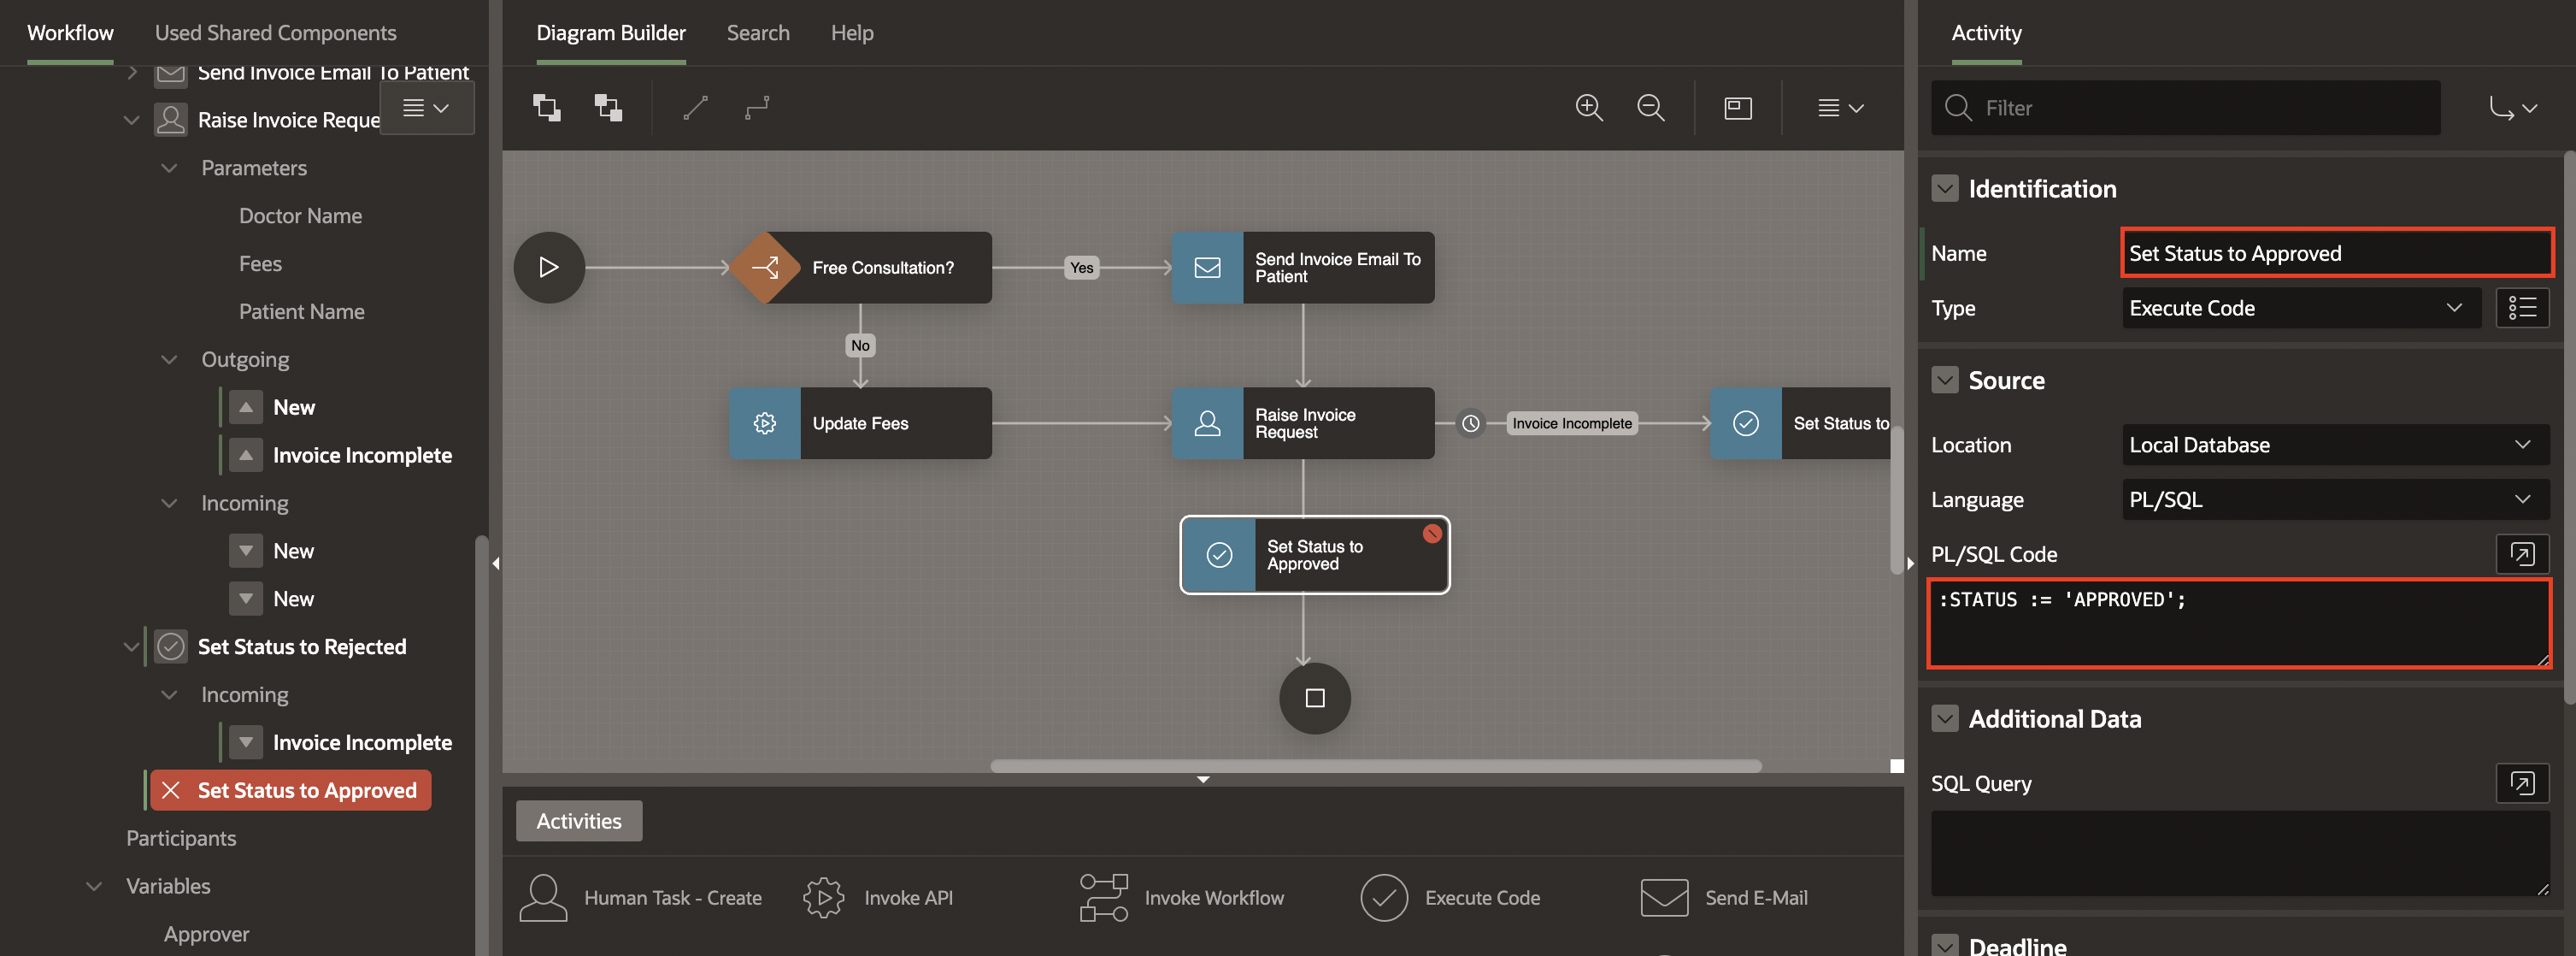 Workflow
Used Shared Components
Send Invoice Email To Patient
Raise Invoice Reque
Parameters
Doctor Name
Fees
Patient Name
Outgoing
New
Invoice Incomplete
Incoming
New
New
Set Status to Rejected
Incoming
Invoice Incomplete
Set Status to Approved
Participants
Variables
Approver
Diagram Builder
Search
Help
Free Consultation?
Yes
Send Invoice Email To
Patient
No
Update Fees
Raise Invoice
Request
Invoice Incomplete
Set Status to
Set Status to
Approved
Activities
Human Task - Create
Invoke API
Invoke Workflow
Execute Code
Send E-Mail
Activity
Filter
Identification
Name
Set Status to Approved
Type
Execute Code
Source
Location
Local Database
Language
PL/SQL
PL/SQL Code
:STATUS := 'APPROVED';
Additional Data
SQL Query
Deadline